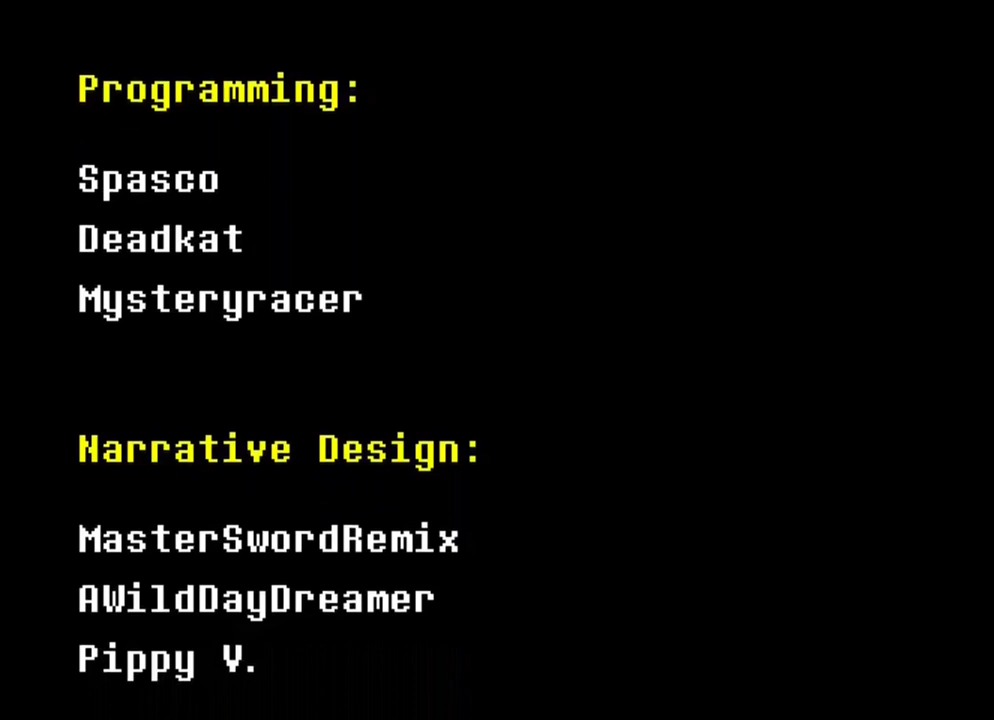 Programming:
Spasco
Deadkat
Mysteryracer
Narrative Design:
MasterSwordRemix
AWildDayDreamer
Pippy V.